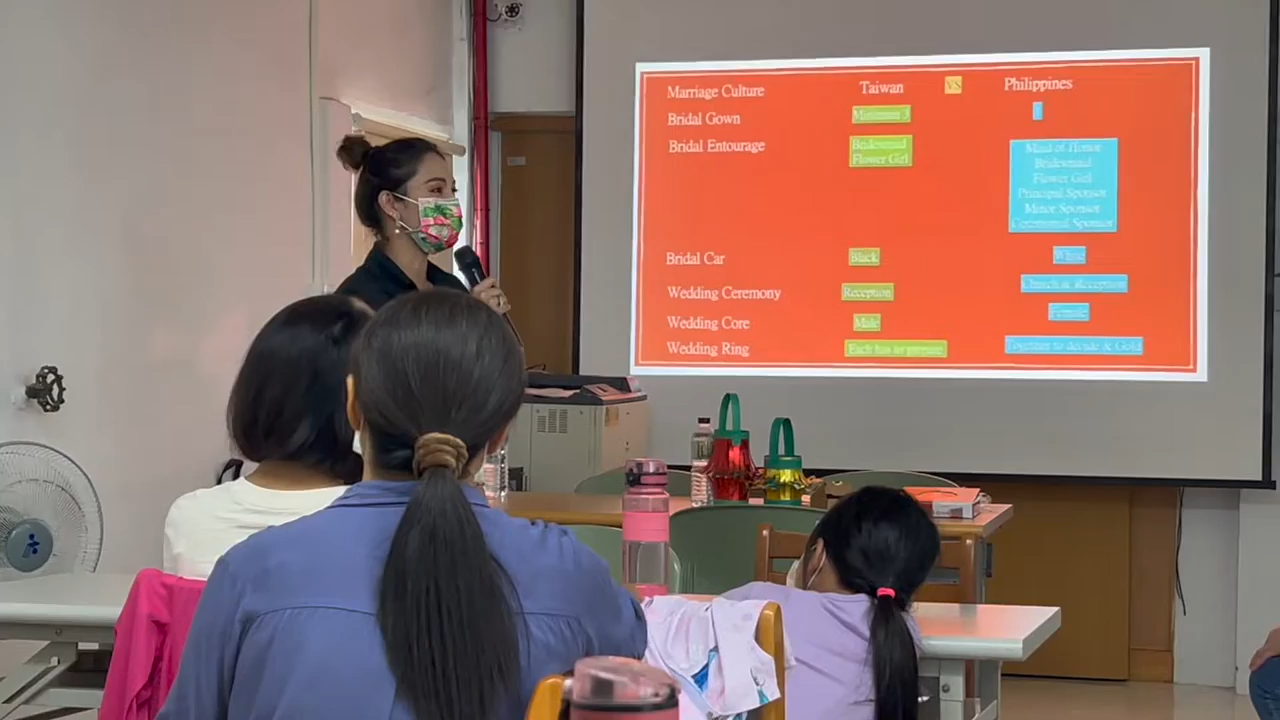 Marriage Culture Taiwan VS Philippines
Bridal Gown Minimum 3
Bridal Entourage Bridesmaid Maid of Honor
Flower Girl Bridesmaid
Flower Girl
Principal Sponsor
Minor Sponsor
Ceremonial Sponsor
Bridal Car Black White
Wedding Ceremony Reception Church & Reception
Wedding Core Male Female
Wedding Ring Each has to prepare Together to decide & Gold